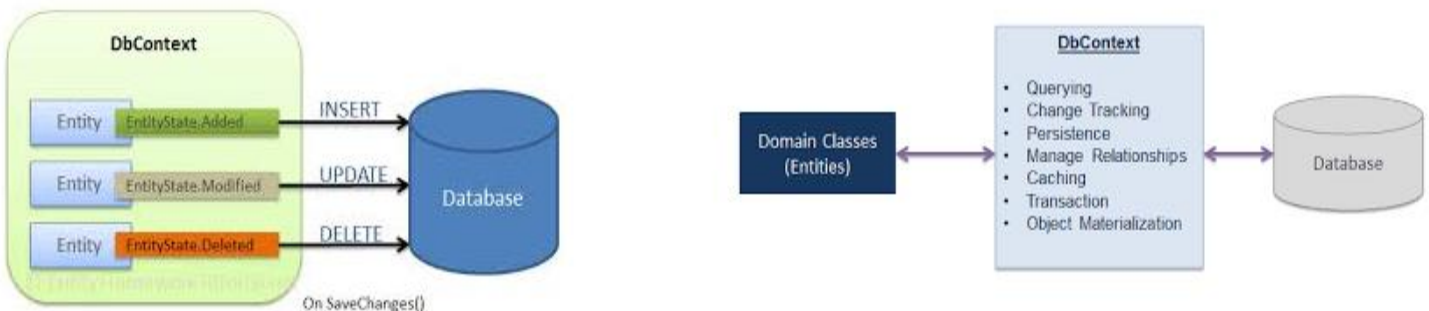 DbContext
Entity EntityState.Added
INSERT
Entity EntityState.Modified
UPDATE
Entity EntityState.Deleted
DELETE
Database
On SaveChanges()
Domain Classes
(Entities)
DbContext
• Querying
• Change Tracking
• Persistence
• Manage Relationships
• Caching
• Transaction
• Object Materialization
Database